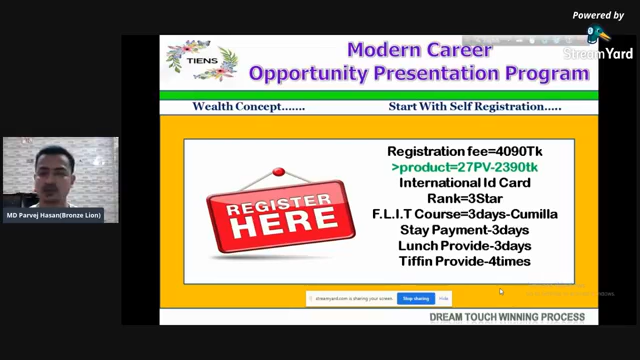 Powered by
StreamYard
TIENS
Modern Career
Opportunity Presentation Program
Wealth Concept.......
Start With Self Registration.....
REGISTER
HERE
Registration fee=4090Tk
>product=27PV-2390tk
International Id Card
Rank=3Star
F.L.I.T Course=3days-Cumilla
Stay Payment-3days
Lunch Provide-3days
Tiffin Provide-4times
MD Parvej Hasan(Bronze Lion)
streamyard.com is sharing your screen.
Stop sharing
Hide
DREAM TOUCH WINNING PROCESS